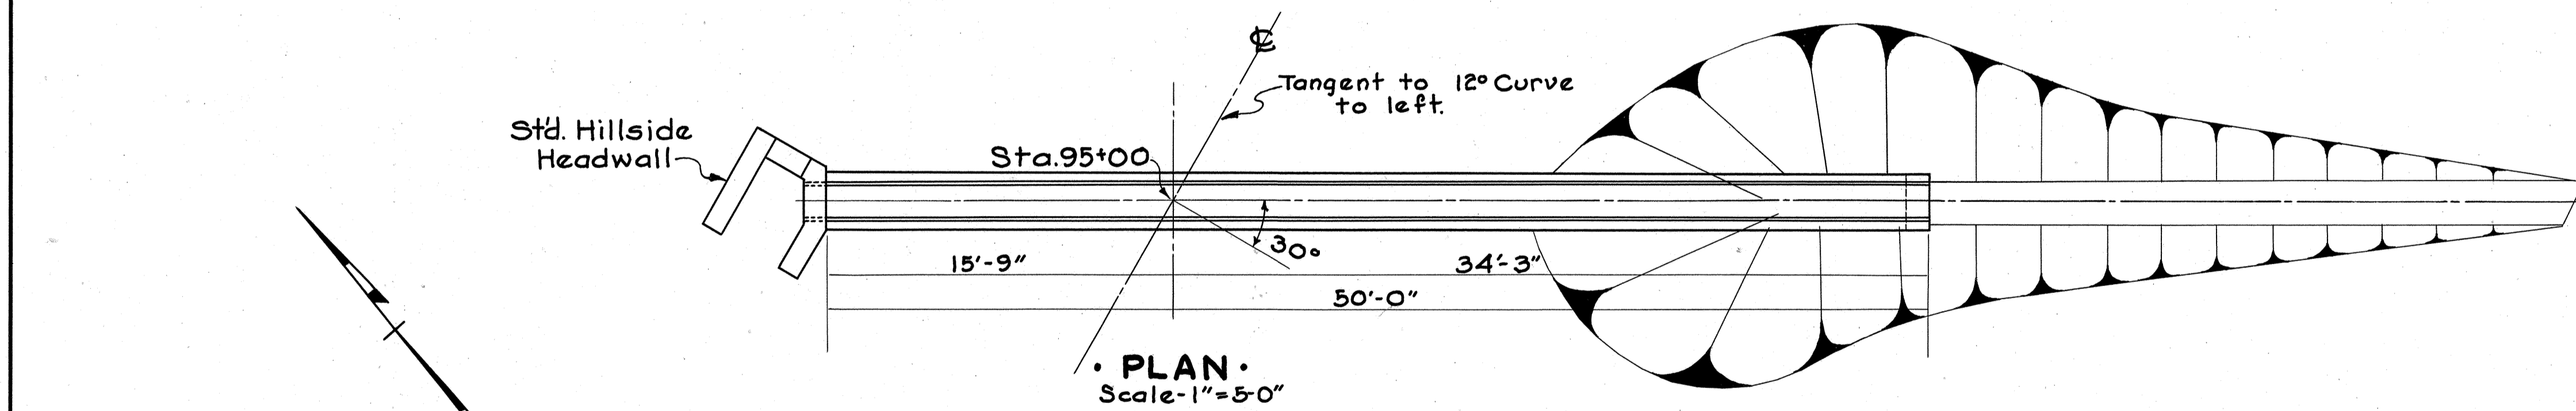 ℄
Tangent to 12° Curve
to left.
St'd. Hillside
Headwall
Sta.95+00
30°
15'-9"
34'-3"
50'-0"
• PLAN •
Scale-1"=5-0"